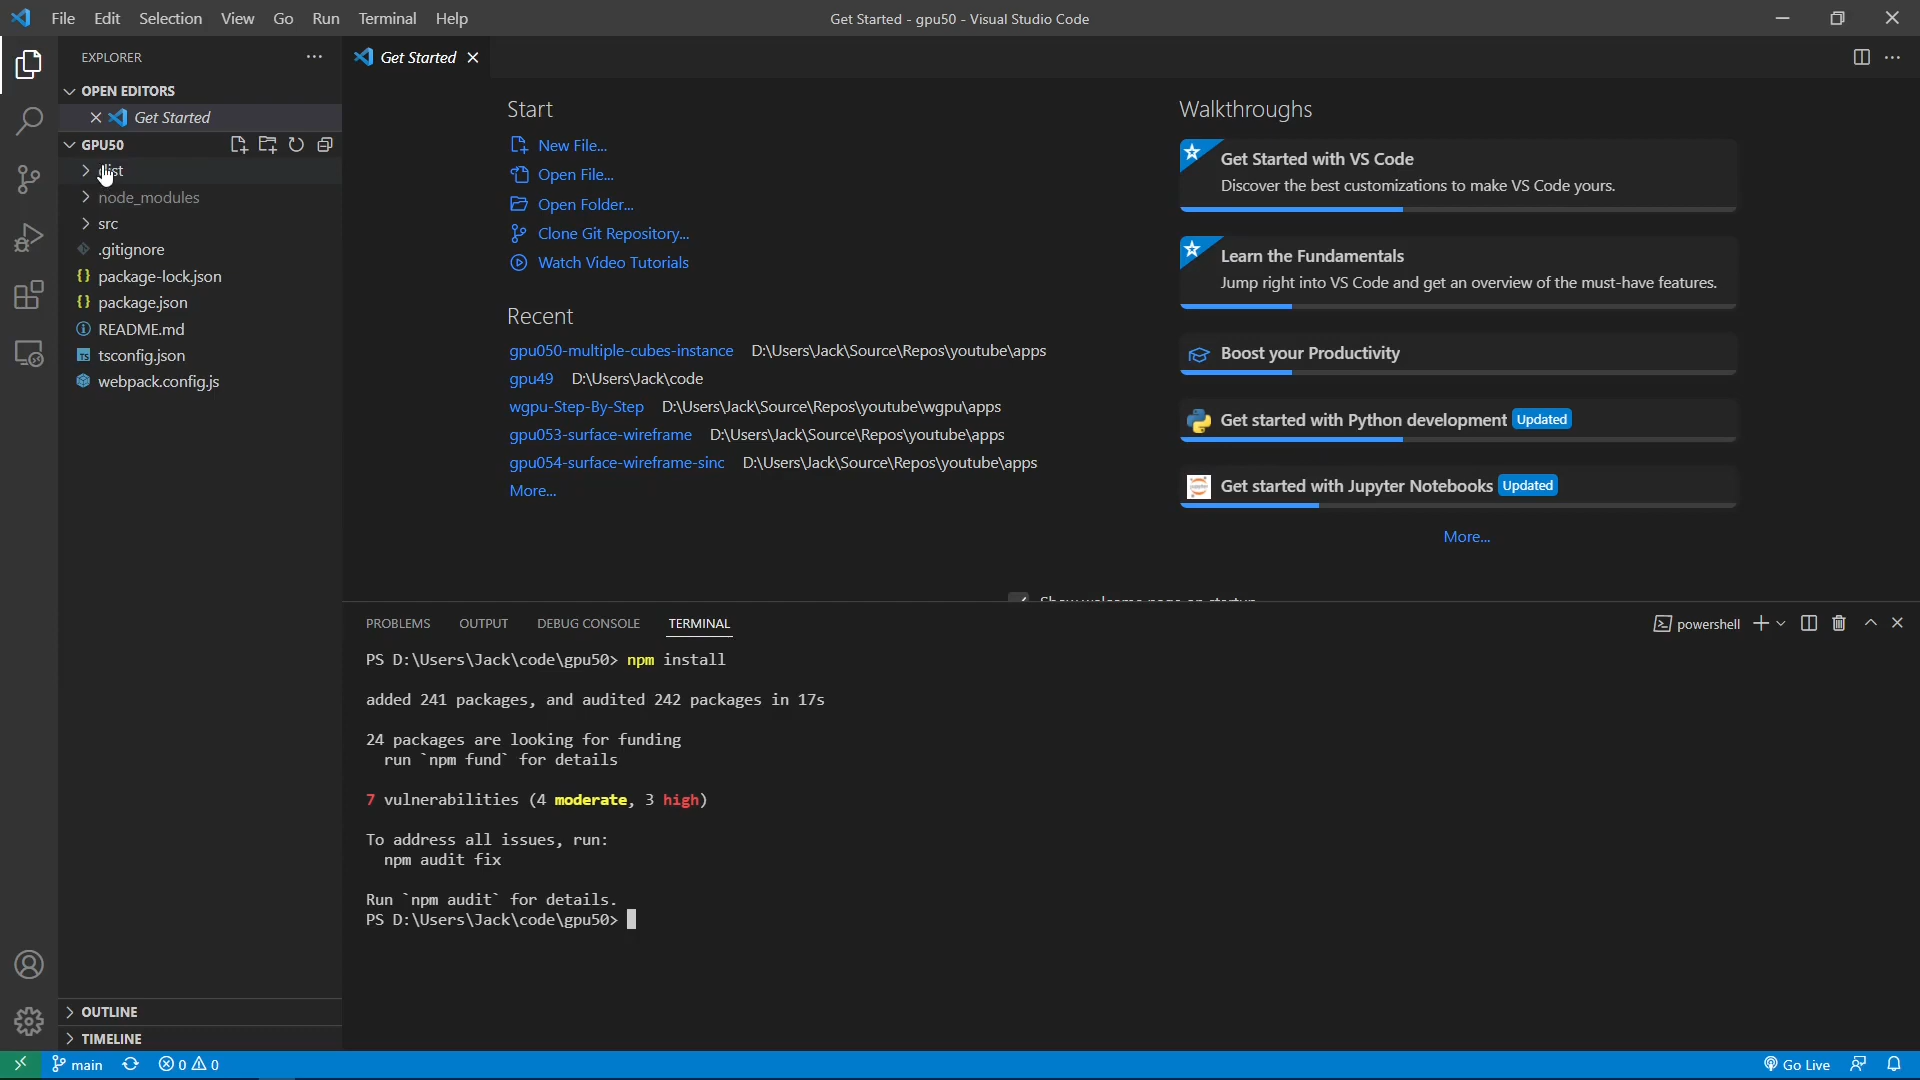 File Edit Selection View Go Run Terminal Help
Get Started - gpu50 - Visual Studio Code
EXPLORER
OPEN EDITORS
Get Started
GPU50
dist
node_modules
src
.gitignore
package-lock.json
package.json
README.md
TS tsconfig.json
webpack.config.js
OUTLINE
TIMELINE
Get Started
Start
New File...
Open File...
Open Folder...
Clone Git Repository...
Watch Video Tutorials
Recent
gpu050-multiple-cubes-instance D:\Users\Jack\Source\Repos\youtube\apps
gpu49 D:\Users\Jack\code
wgpu-Step-By-Step D:\Users\Jack\Source\Repos\youtube\wgpu\apps
gpu053-surface-wireframe D:\Users\Jack\Source\Repos\youtube\apps
gpu054-surface-wireframe-sinc D:\Users\Jack\Source\Repos\youtube\apps
More...
Walkthroughs
Get Started with VS Code
Discover the best customizations to make VS Code yours.
Learn the Fundamentals
Jump right into VS Code and get an overview of the must-have features.
Boost your Productivity
Get started with Python development Updated
Get started with Jupyter Notebooks Updated
More...
Show welcome page on startup
PROBLEMS OUTPUT DEBUG CONSOLE TERMINAL
powershell
PS D:\Users\Jack\code\gpu50> npm install
added 241 packages, and audited 242 packages in 17s
24 packages are looking for funding
run `npm fund` for details
7 vulnerabilities (4 moderate, 3 high)
To address all issues, run:
npm audit fix
Run `npm audit` for details.
PS D:\Users\Jack\code\gpu50>
main 0 0
Go Live